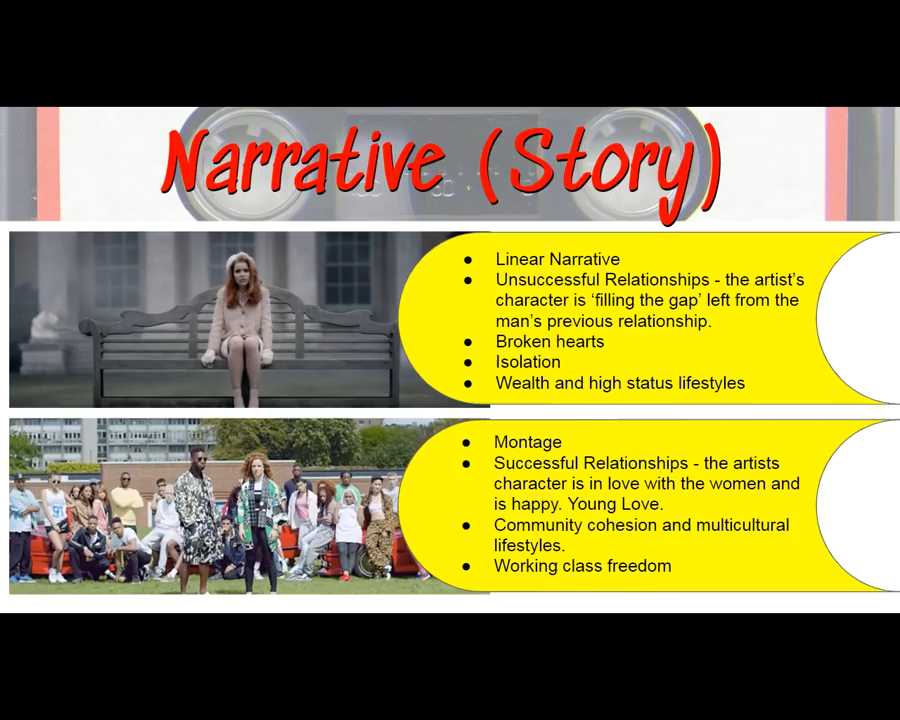 Narrative (Story)
● Linear Narrative
● Unsuccessful Relationships - the artist's
character is 'filling the gap' left from the
man's previous relationship.
● Broken hearts
● Isolation
● Wealth and high status lifestyles
● Montage
● Successful Relationships - the artists
character is in love with the women and
is happy. Young Love.
● Community cohesion and multicultural
lifestyles.
● Working class freedom